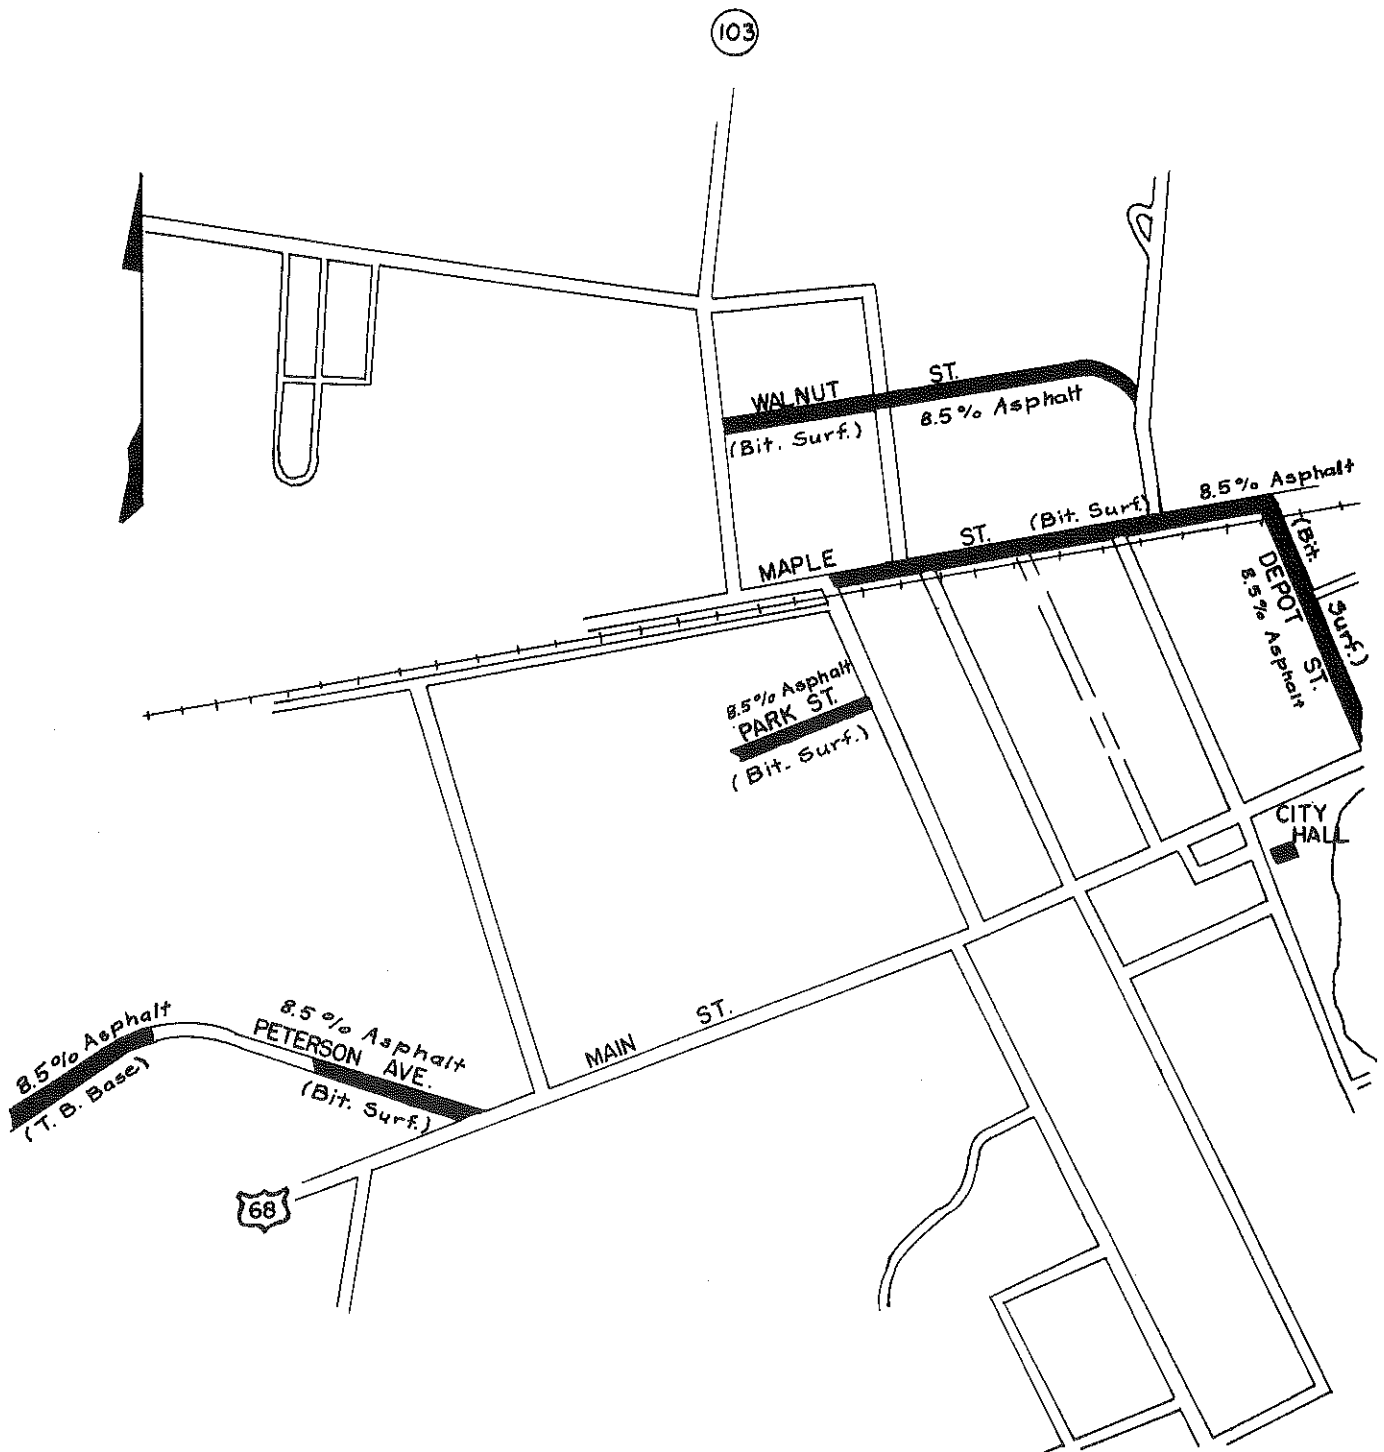 103
WALNUT ST.
(Bit. Surf.)
8.5% Asphalt
8.5% Asphalt
MAPLE ST. (Bit. Surf.)
(Bit. Surf.)
DEPOT ST.
8.5% Asphalt
8.5% Asphalt
PARK ST.
(Bit. Surf.)
CITY
HALL
MAIN ST.
8.5% Asphalt
(T. B. Base)
8.5% Asphalt
PETERSON AVE.
(Bit. Surf.)
68